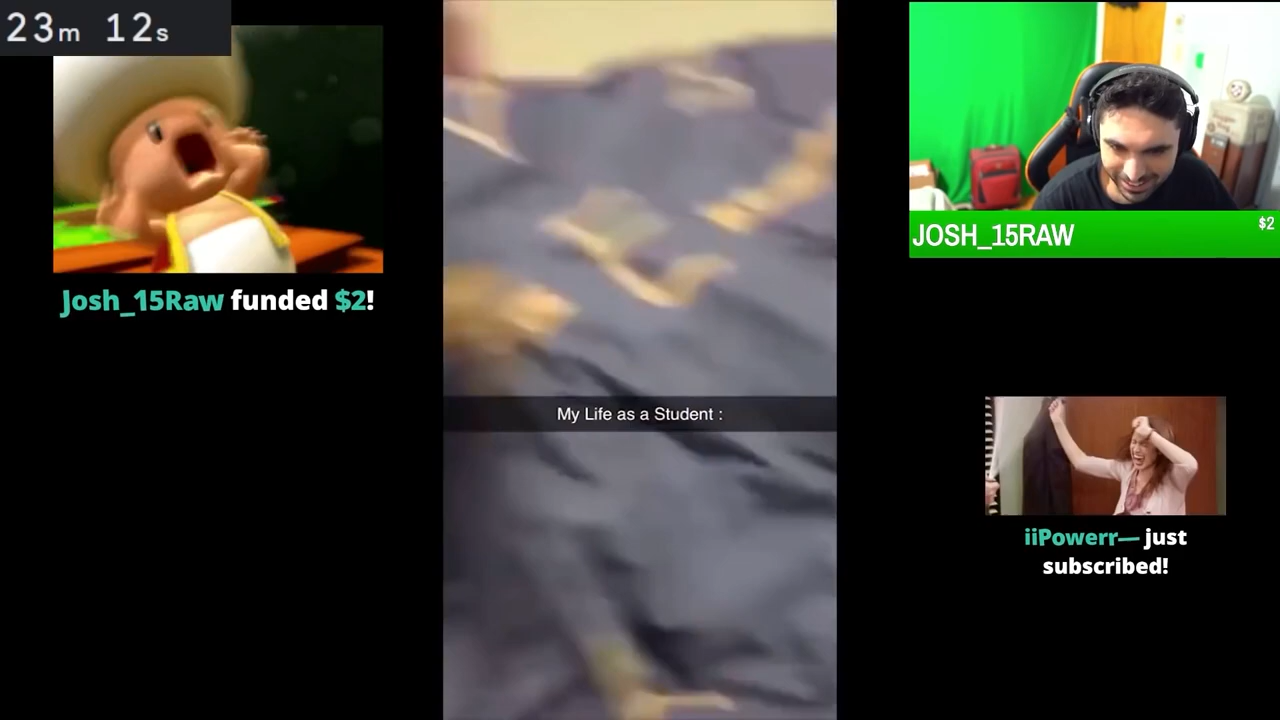 23m 12s
Josh_15Raw funded $2!
My Life as a Student :
JOSH_15RAW
$2
iiPowerr— just
subscribed!